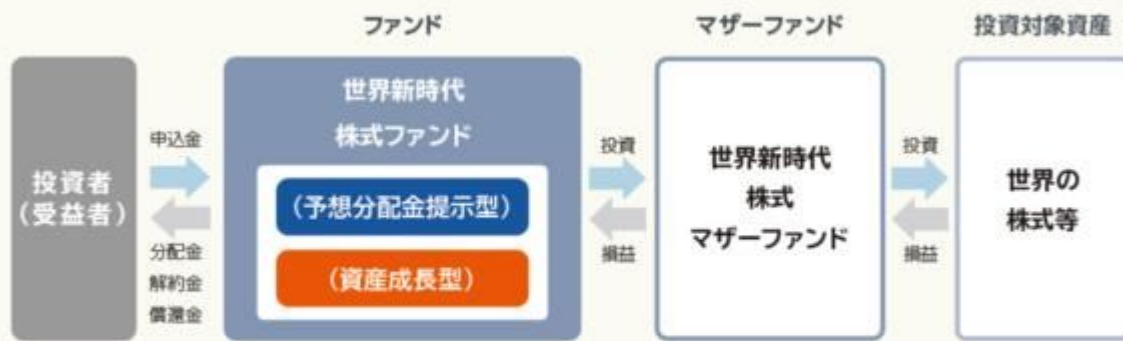 ファンド
マザーファンド
投資対象資産
投資者
(受益者)
申込金
分配金
解約金
償還金
世界新時代
株式ファンド
(予想分配金提示型)
(資産成長型)
投資
損益
世界新時代
株式
マザーファンド
投資
損益
世界の
株式等